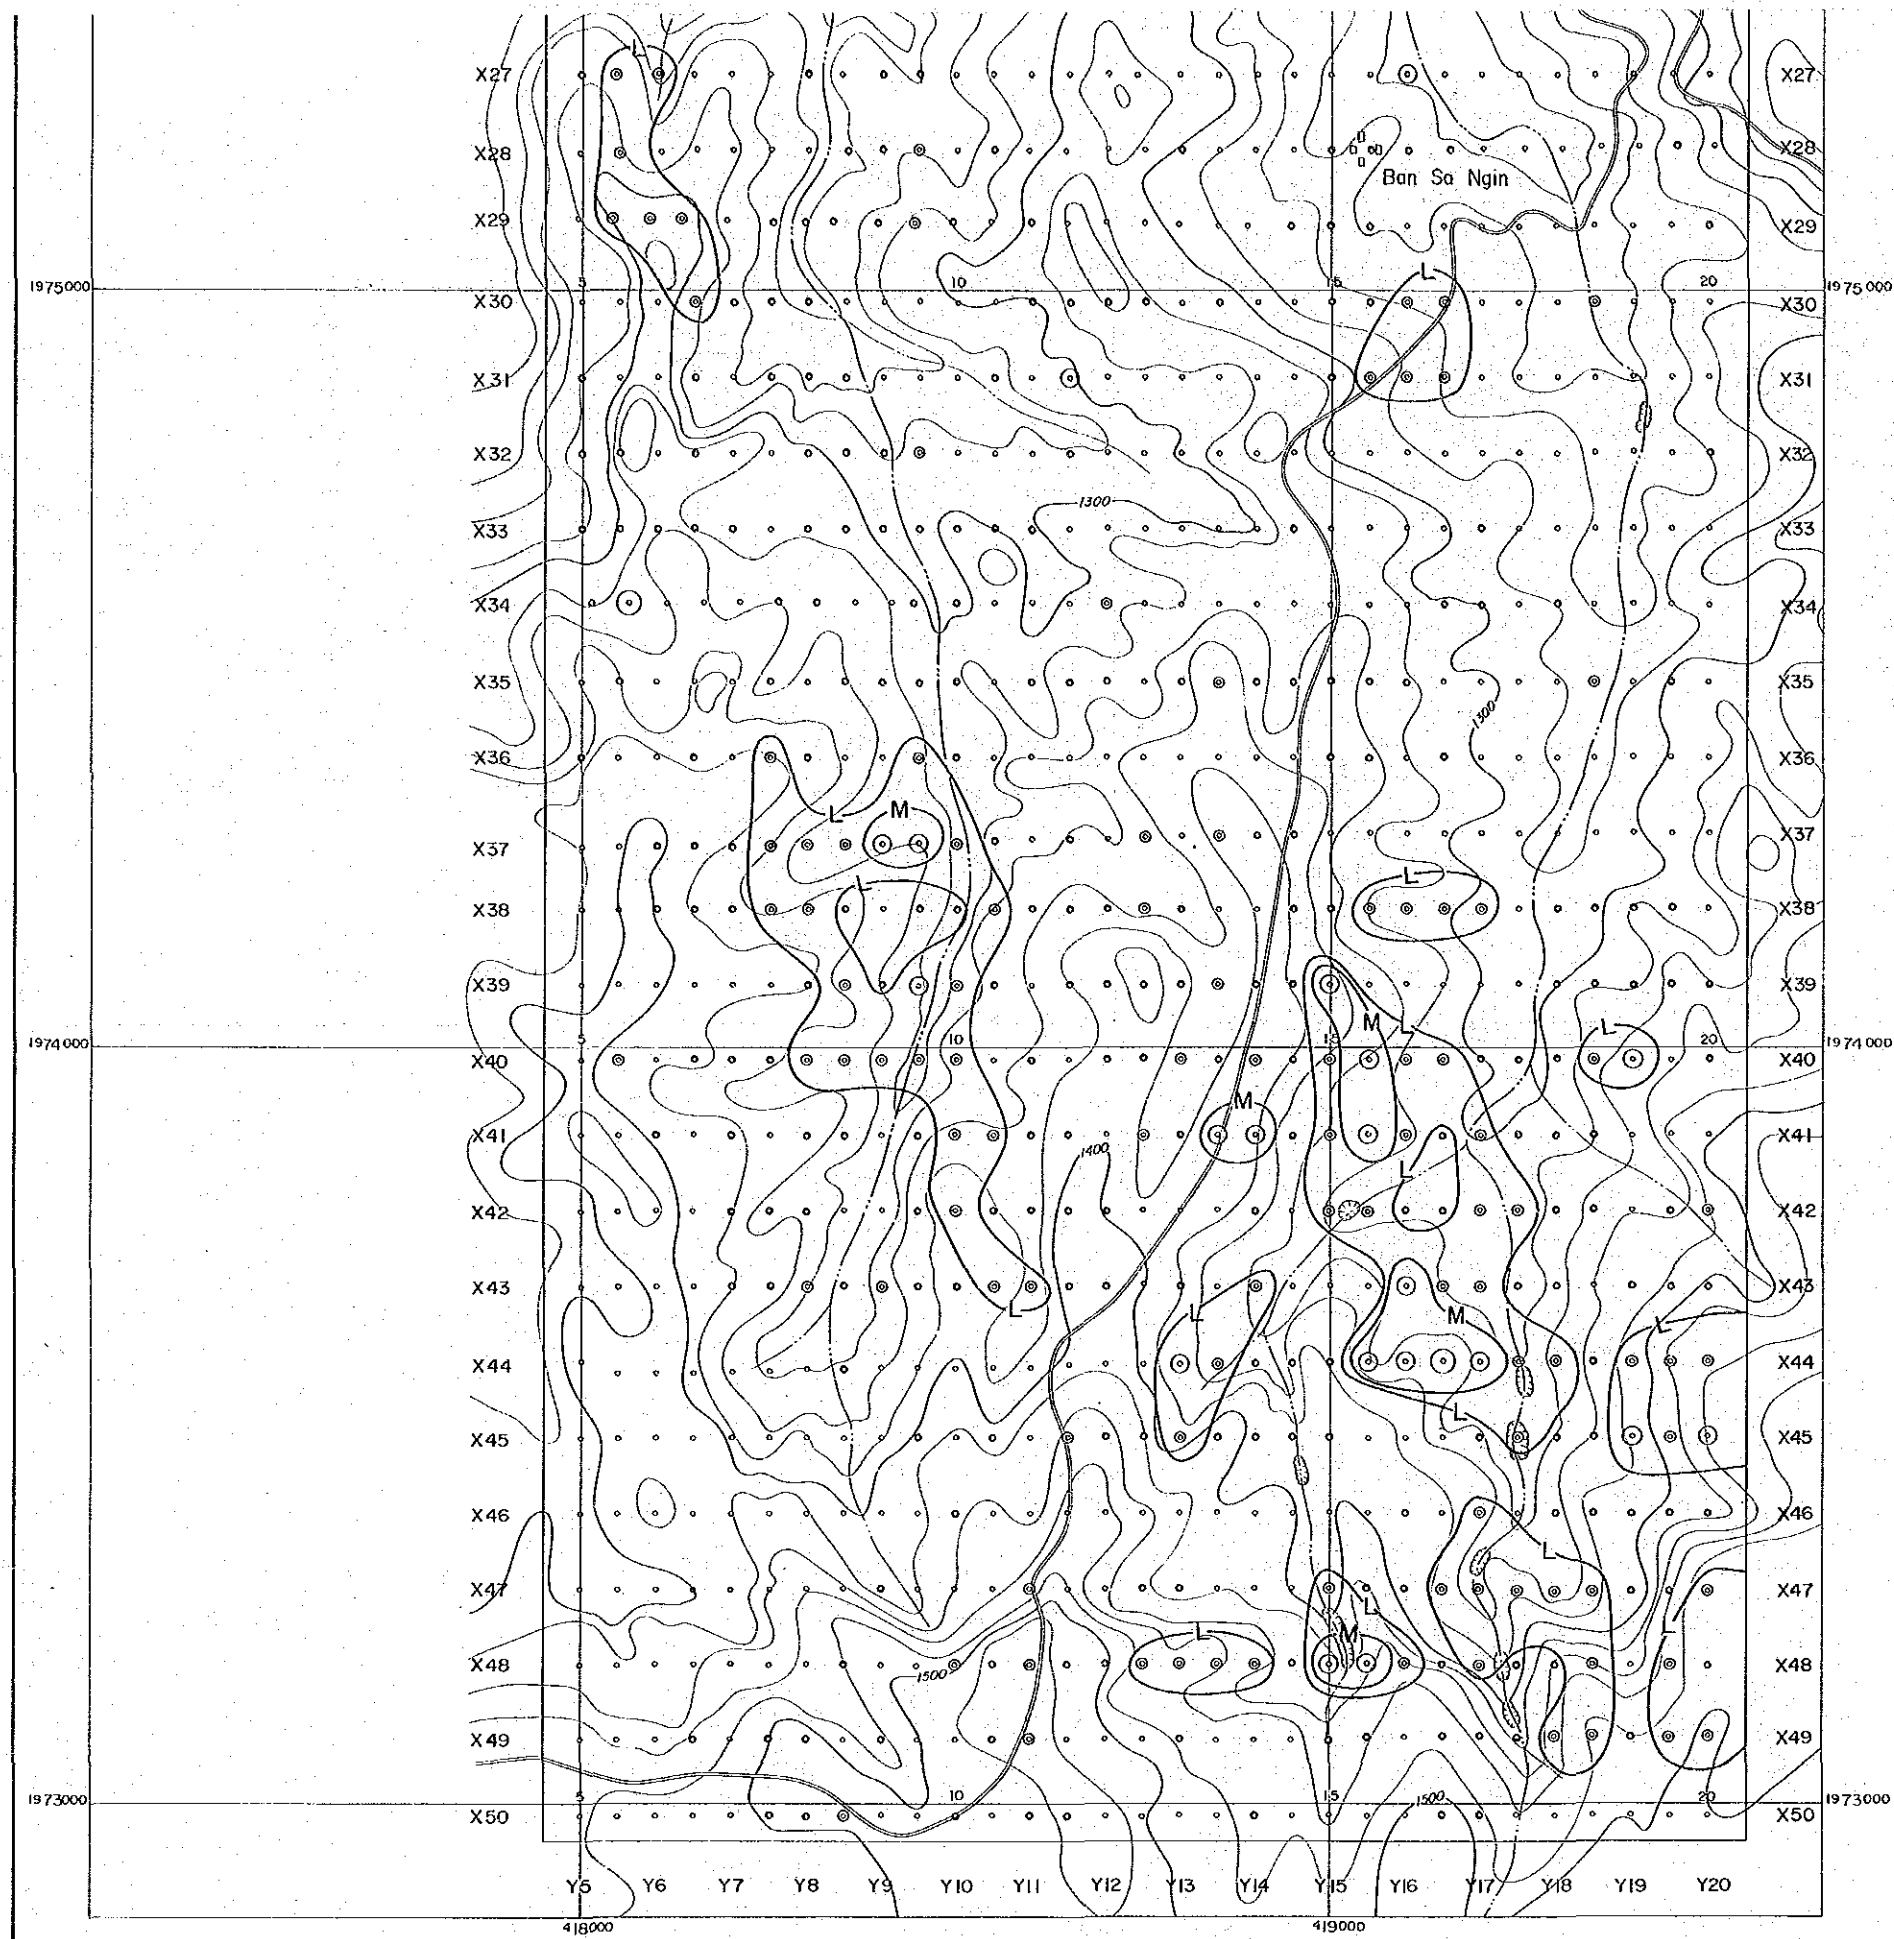 L
X27 X27
X28 X28
Ban Sa Ngin
X29 X29
L
1975000 5 10 15 20 1975000
X30 X30
X31 X31
X32 X32
1300
X33 X33
X34 X34
X35 X35
1300
X36 X36
L M
X37 X37
L L
X38 X38
X39 X39
M L L
1974000 5 10 15 20 1974000
X40 X40
M
X41 X41
1400
L
X42 X42
X43 X43
L L M L
X44 X44
L
X45 X45
X46 X46
L
X47 X47
L
L M L
X48 X48
1500
X49 X49
1973000 5 10 15 1500 20 1973000
X50 X50
Y5 Y6 Y7 Y8 Y9 Y10 Y11 Y12 Y13 Y14 Y15 Y16 Y17 Y18 Y19 Y20
418000 419000